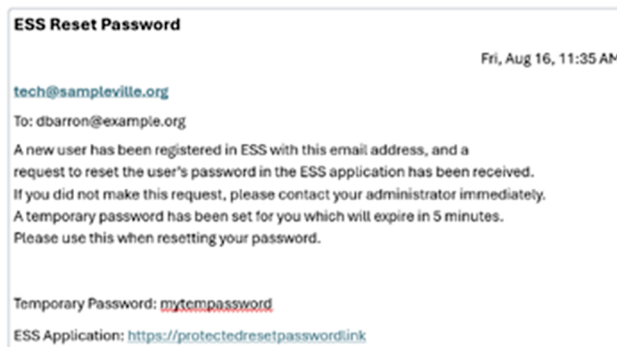 ESS Reset Password
Fri, Aug 16, 11:35 AM
tech@sampleville.org
To: dbarron@example.org
A new user has been registered in ESS with this email address, and a
request to reset the user's password in the ESS application has been received.
If you did not make this request, please contact your administrator immediately.
A temporary password has been set for you which will expire in 5 minutes.
Please use this when resetting your password.
Temporary Password: mytempassword
ESS Application: https://protectedresetpasswordlink